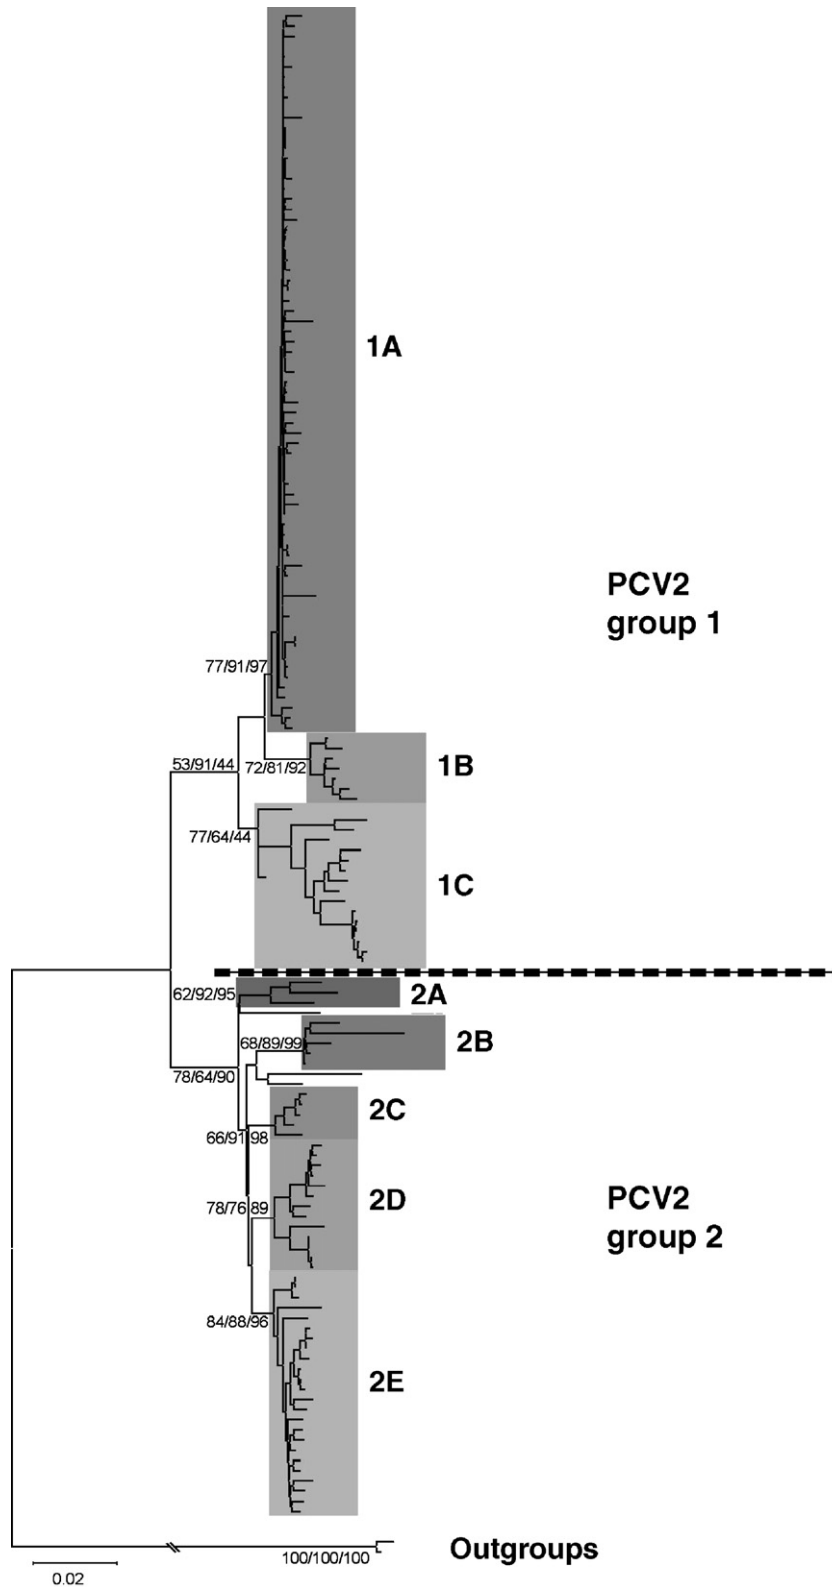 1A
PCV2
group 1
77/91/97
53/91/44
72/81/92
1B
77/64/44
1C
62/92/95
2A
68/89/99
2B
78/64/90
2C
66/91 98
78/76 89
2D
PCV2
group 2
84/88/96
2E
100/100/100
Outgroups
0.02